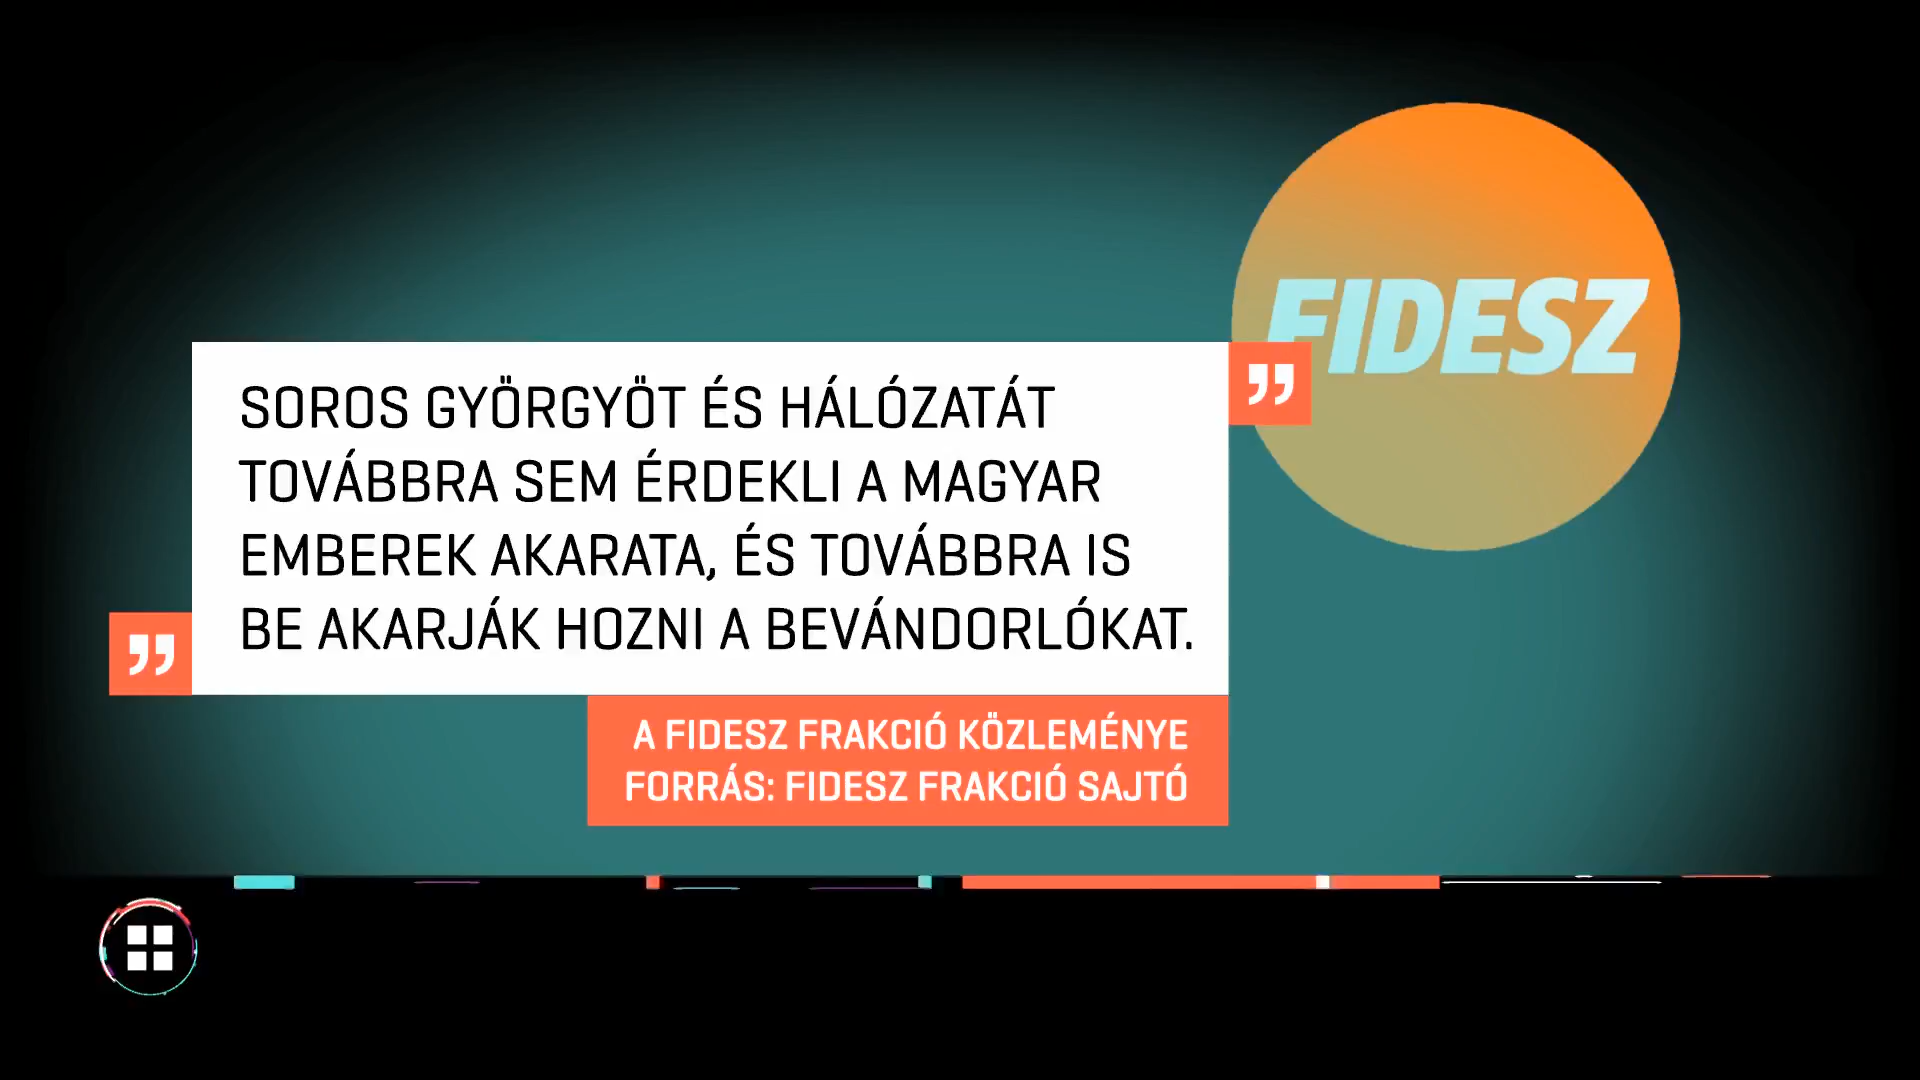 FIDESZ
SOROS GYÖRGYÖT ÉS HÁLÓZATÁT
TOVÁBBRA SEM ÉRDEKLI A MAGYAR
EMBEREK AKARATA, ÉS TOVÁBBRA IS
BE AKARJÁK HOZNI A BEVÁNDORLÓKAT.
A FIDESZ FRAKCIÓ KÖZLEMÉNYE
FORRÁS: FIDESZ FRAKCIÓ SAJTÓ